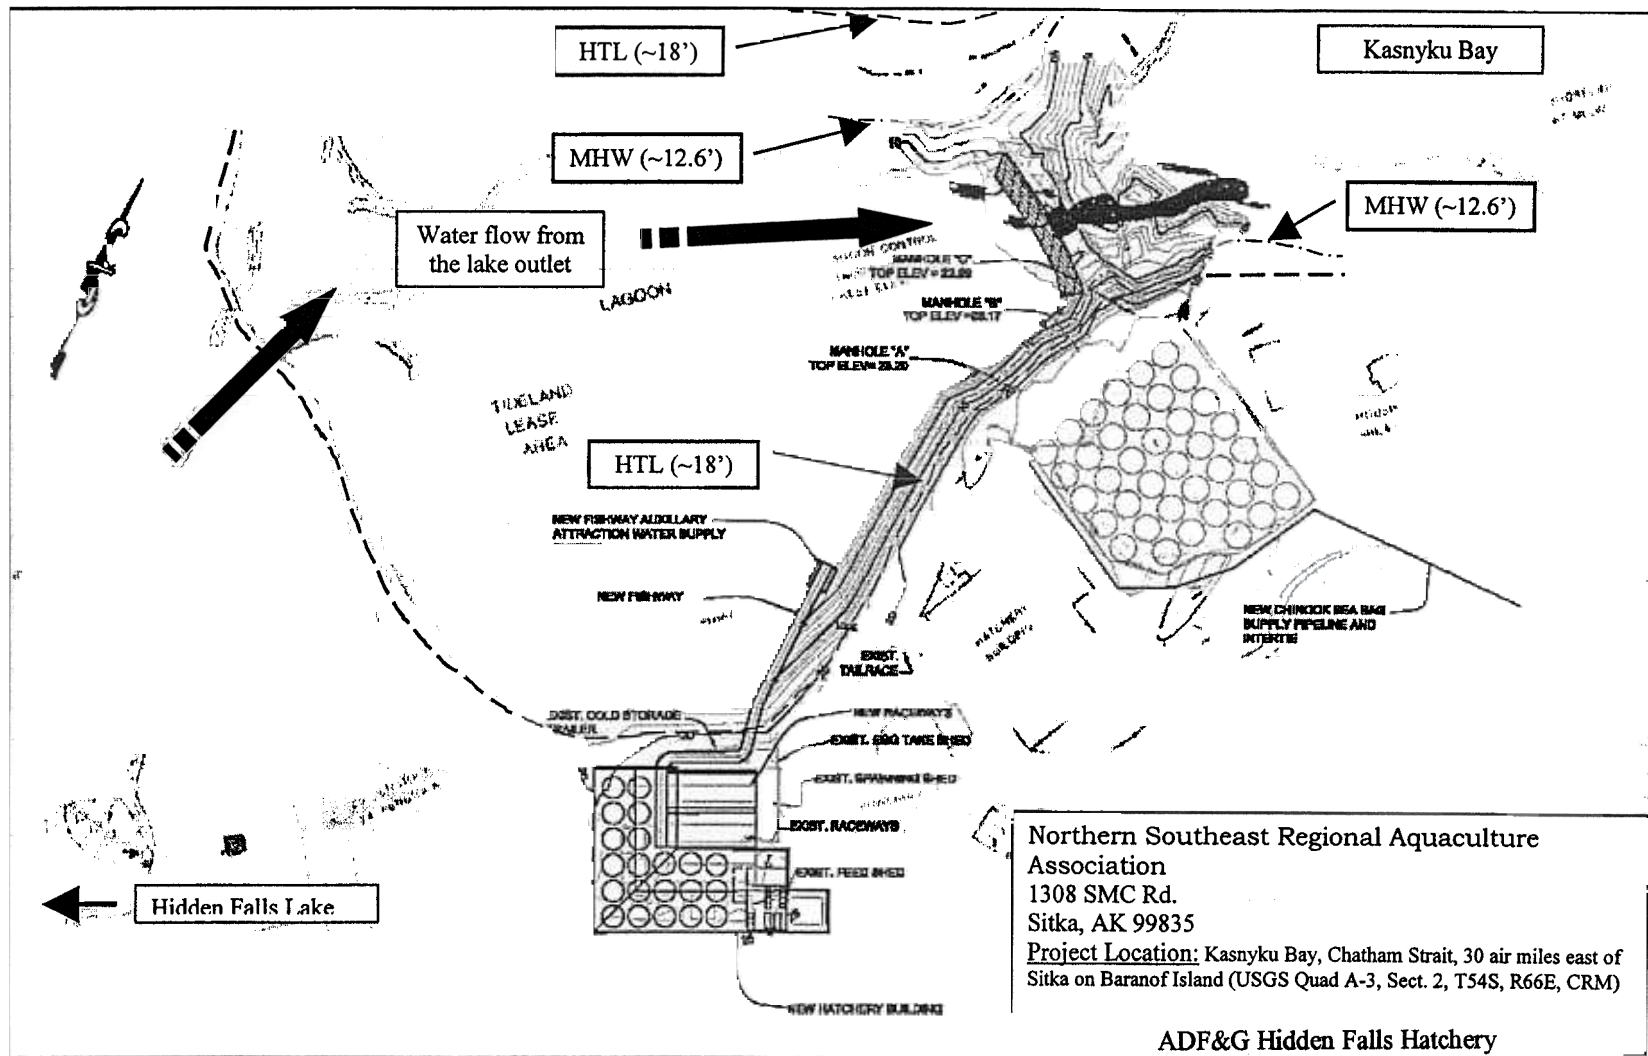 HTL (~18')
Kasnyku Bay
MHW (~12.6')
MHW (~12.6')
Water flow from
the lake outlet
LAGOON
MANHOLE "C"
MANHOLE "B"
MANHOLE "A"
TIDELAND
LEASE
AREA
HTL (~18')
NEW FISHWAY AUXILLARY
ATTRACTION WATER SUPPLY
NEW FISHWAY
NEW CHINOOK SEA BAG
SUPPLY PIPELINE AND
INTERTIE
HATCHERY
BUILDING
EXIST.
TAILRACE
EXIST. COLD STORAGE
TRAILER
NEW RACEWAYS
EXIST. EGG TAKE SHED
EXIST. SPAWNING SHED
EXIST. RACEWAYS
EXIST. FEED SHED
Hidden Falls Lake
NEW HATCHERY BUILDING
Northern Southeast Regional Aquaculture
Association
1308 SMC Rd.
Sitka, AK 99835
Project Location: Kasnyku Bay, Chatham Strait, 30 air miles east of
Sitka on Baranof Island (USGS Quad A-3, Sect. 2, T54S, R66E, CRM)
ADF&G Hidden Falls Hatchery